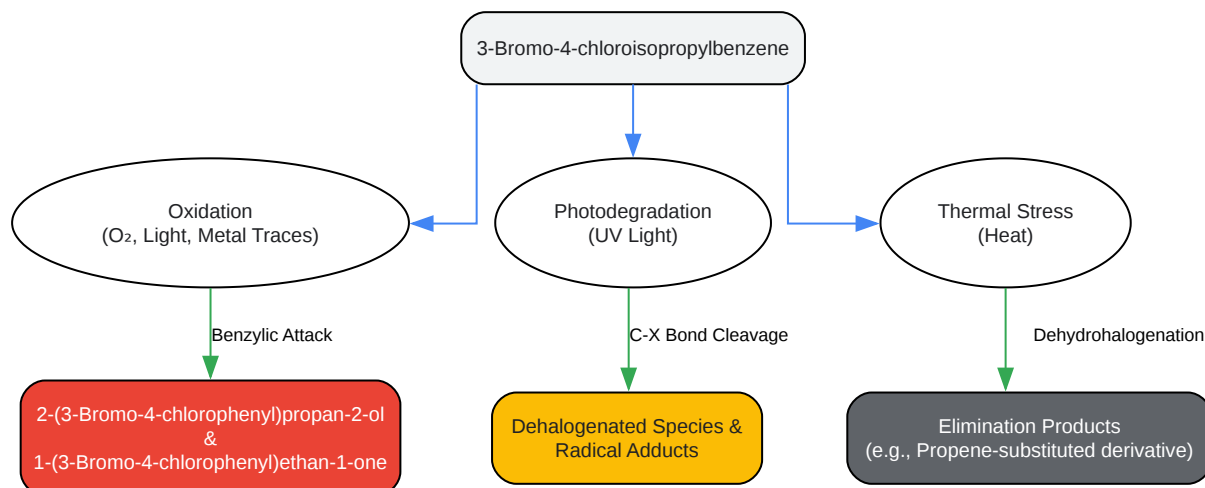 3-Bromo-4-chloroisopropylbenzene
Oxidation
(O₂, Light, Metal Traces)
Photodegradation
(UV Light)
Thermal Stress
(Heat)
Benzylic Attack
C-X Bond Cleavage
Dehydrohalogenation
2-(3-Bromo-4-chlorophenyl)propan-2-ol
&
1-(3-Bromo-4-chlorophenyl)ethan-1-one
Dehalogenated Species &
Radical Adducts
Elimination Products
(e.g., Propene-substituted derivative)